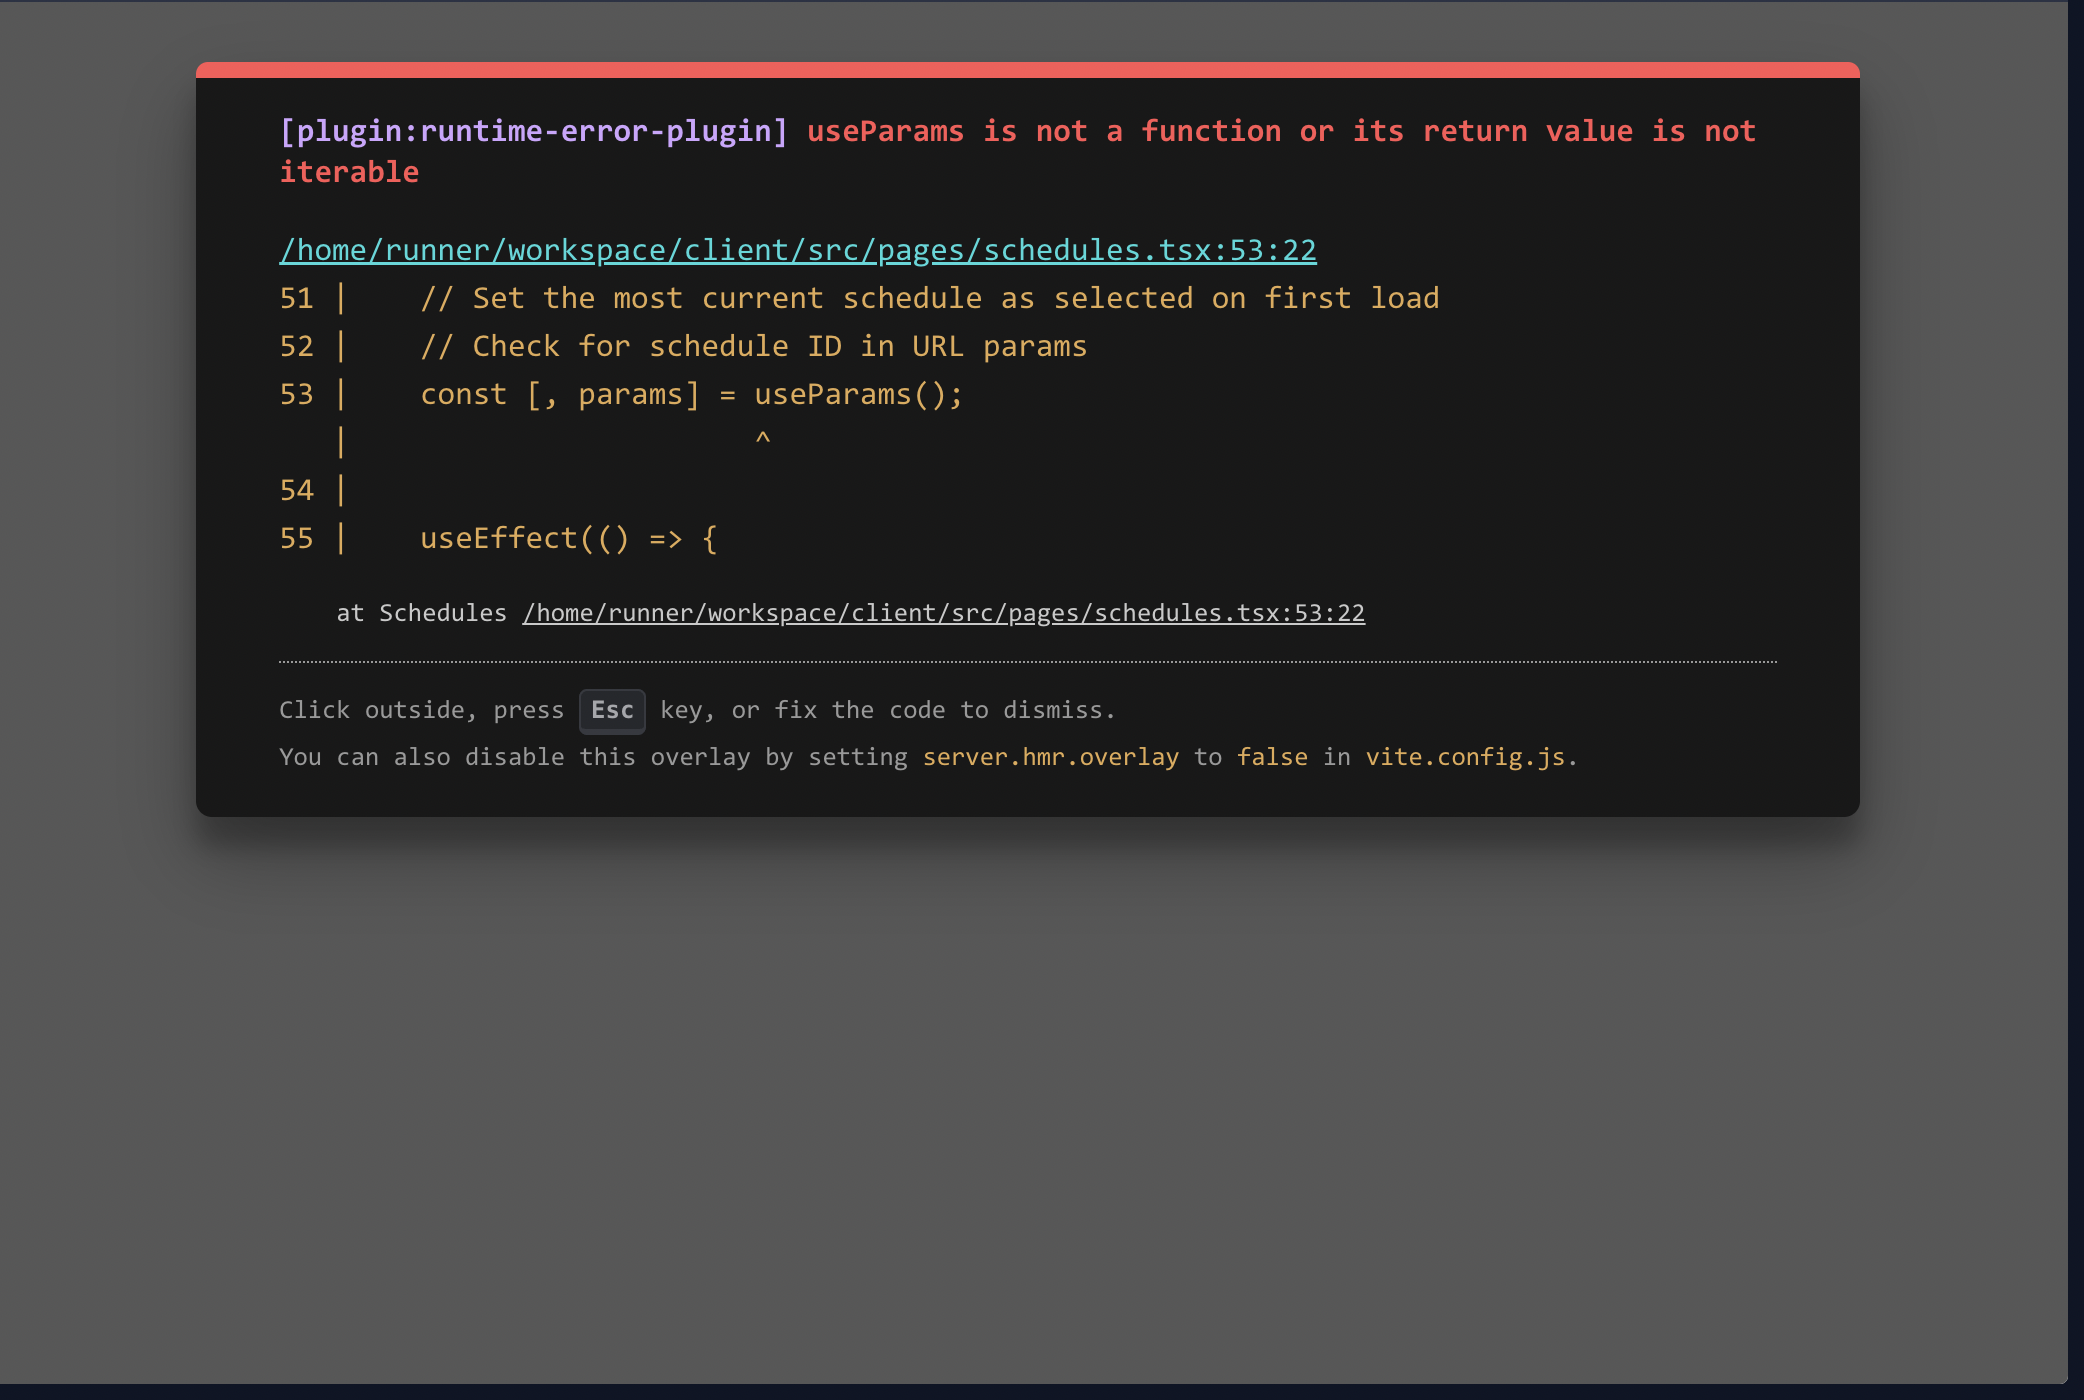 [plugin:runtime-error-plugin] useParams is not a function or its return value is not
iterable
/home/runner/workspace/client/src/pages/schedules.tsx:53:22
51 |    // Set the most current schedule as selected on first load
52 |    // Check for schedule ID in URL params
53 |    const [, params] = useParams();
   |                       ^
54 |
55 |    useEffect(() => {
at Schedules /home/runner/workspace/client/src/pages/schedules.tsx:53:22
Click outside, press Esc key, or fix the code to dismiss.
You can also disable this overlay by setting server.hmr.overlay to false in vite.config.js.